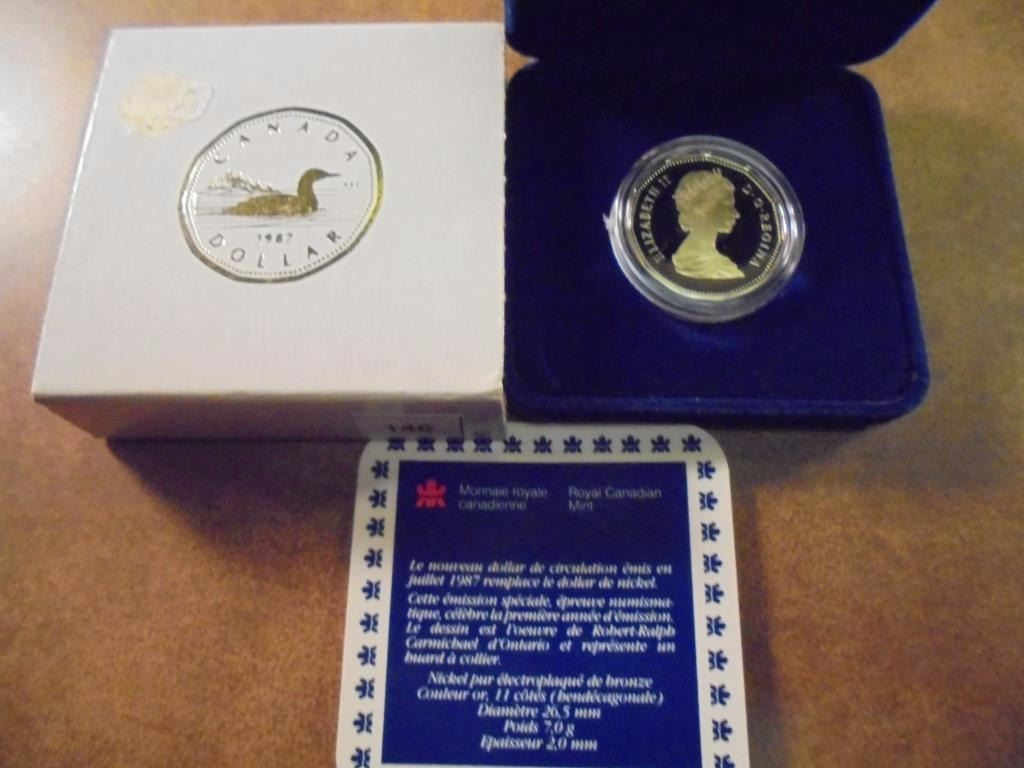 CANADA
1987
DOLLAR
ELIZABETH II D·G·REGINA
146
Monnaie royale
canadienne
Royal Canadian
Mint
Le nouveau dollar de circulation émis en
juillet 1987 remplace le dollar de nickel.
Cette émission spéciale, épreuve numisma-
tique, célèbre la première année d'émission.
Le dessin est l'oeuvre de Robert-Ralph
Carmichael d'Ontario et représente un
huard à collier.
Nickel pur électroplaqué de bronze
Couleur or, 11 côtés (hendécagonale)
Diamètre 26,5 mm
Poids 7,0 g
Epaisseur 2,0 mm